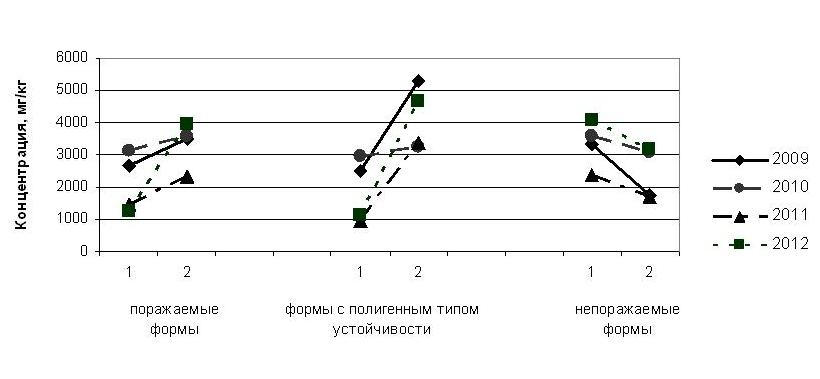 Концентрация, мг/кг
6000
5000
4000
3000
2000
1000
0
1 2 1 2 1 2
поражаемые
формы
формы с полигенным типом
устойчивости
непоражаемые
формы
2009
2010
2011
2012